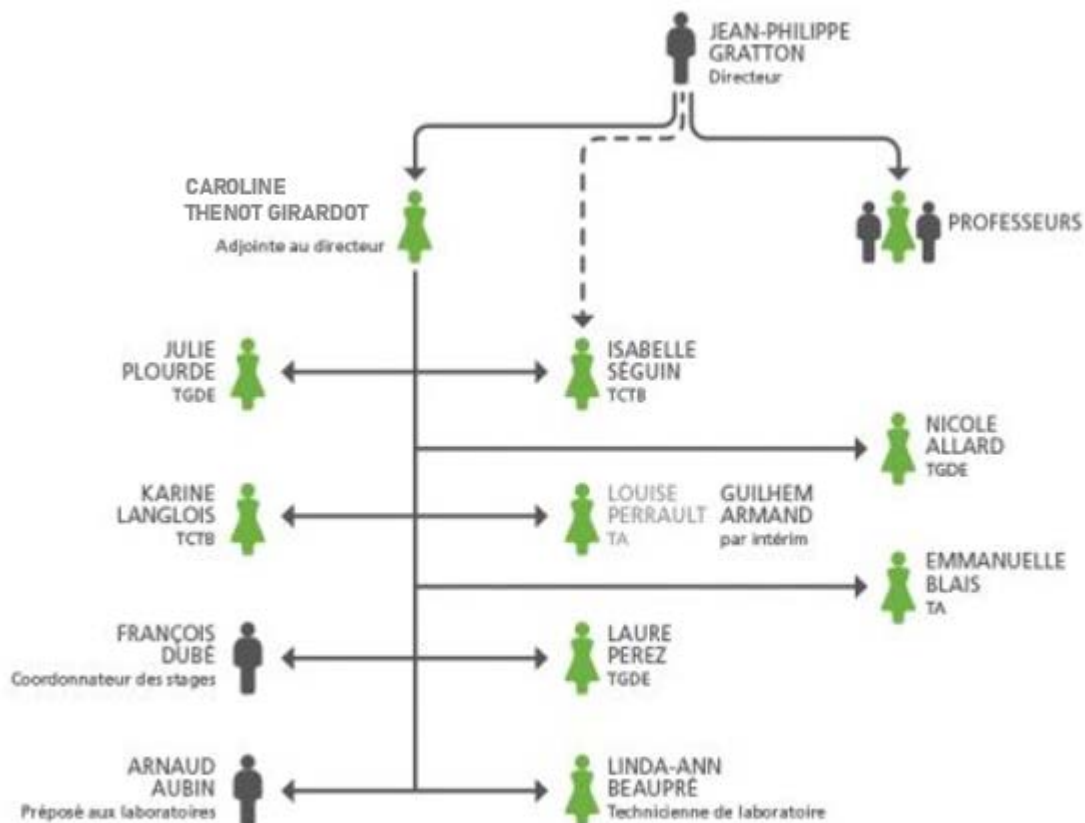 JEAN-PHILIPPE
GRATTON
Directeur
CAROLINE
THENOT GIRARDOT
Adjointe au directeur
PROFESSEURS
JULIE
PLOURDE
TGDE
ISABELLE
SÉGUIN
TCTB
NICOLE
ALLARD
TGDE
KARINE
LANGLOIS
TCTB
LOUISE
PERRAULT
TA
GUILHEM
ARMAND
par intérim
EMMANUELLE
BLAIS
TA
FRANÇOIS
DUBÉ
Coordonnateur des stages
LAURE
PEREZ
TGDE
ARNAUD
AUBIN
Préposé aux laboratoires
LINDA-ANN
BEAUPRÉ
Technicienne de laboratoire